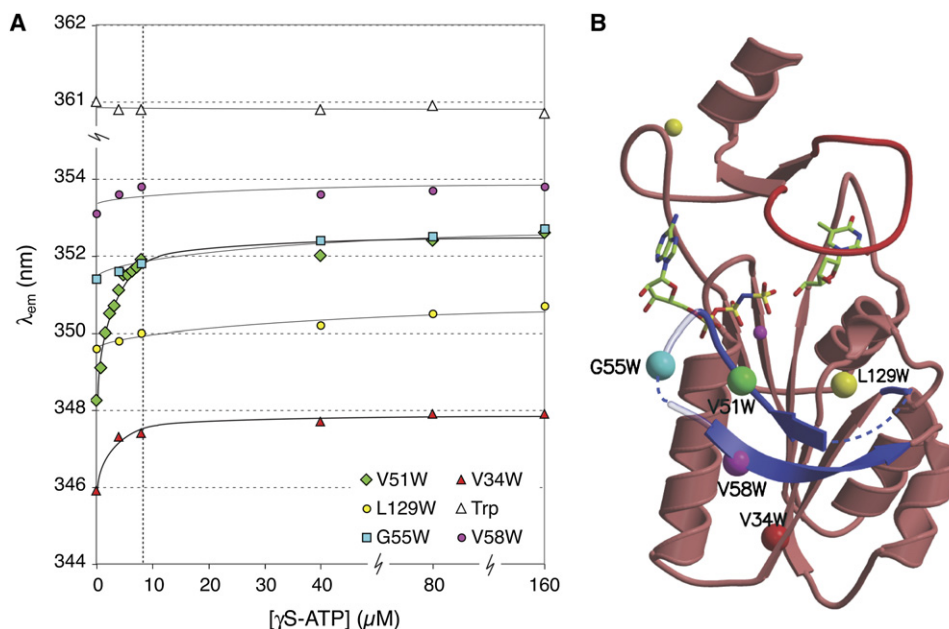 A
362
361
354
352
350
348
346
344
λem (nm)
V51W
V34W
L129W
Trp
G55W
V58W
0
10
20
30
40
80
160
[γS-ATP] (µM)
B
G55W
V51W
L129W
V58W
V34W